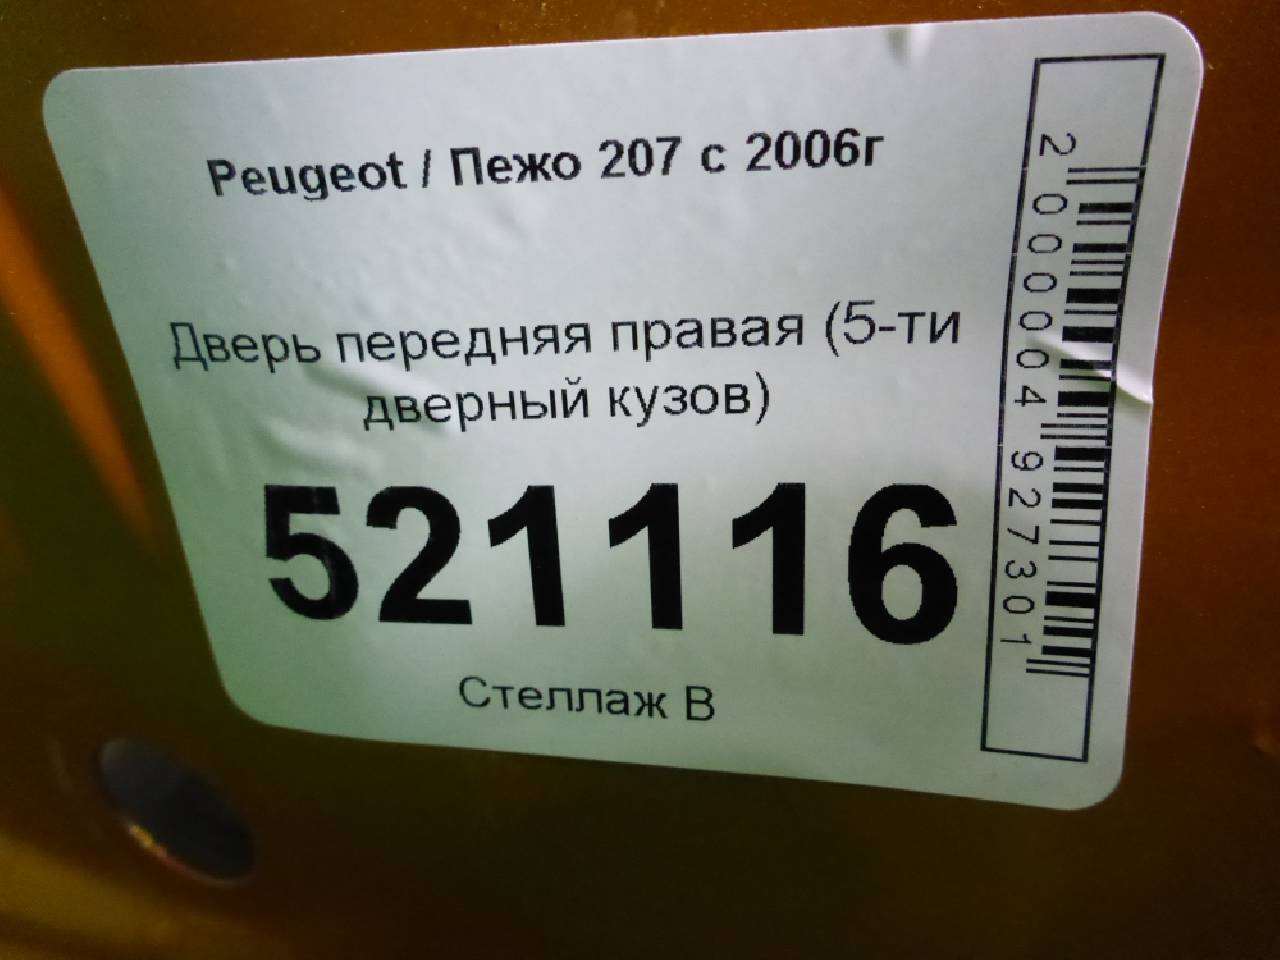 Peugeot / Пежо 207 с 2006г
Дверь передняя правая (5-ти
дверный кузов)
521116
Стеллаж В
2000004927301